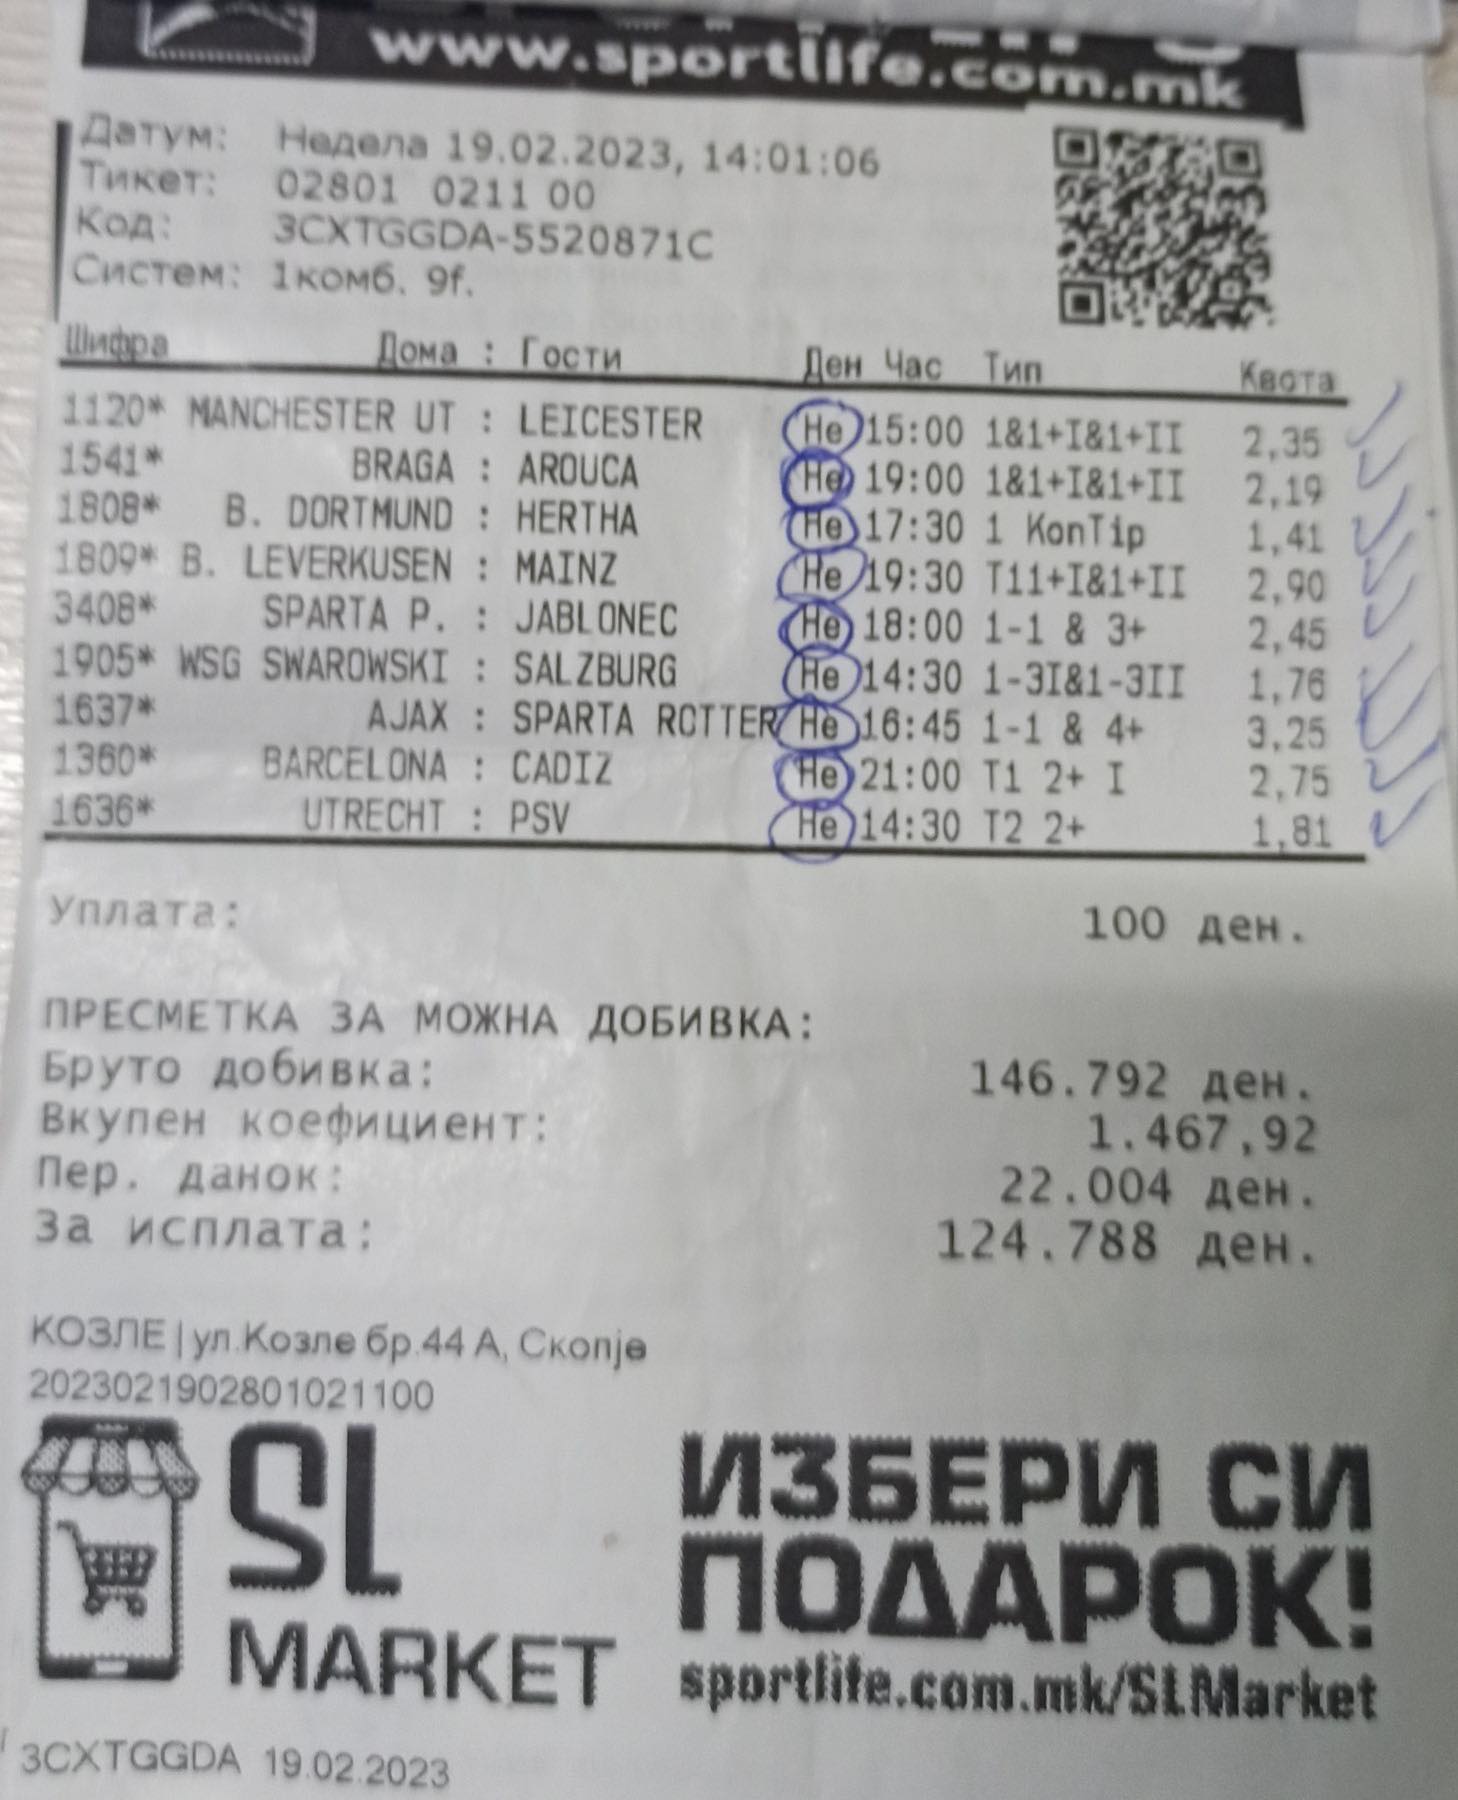 www.sportlife.com.mk
Датум: Недела 19.02.2023, 14:01:06
Тикет: 02801 0211 00
Код: 3CXTGGDA-5520871C
Систем: 1комб. 9f.
Шифра Дома : Гости Ден Час Тип Квота
1120* MANCHESTER UT : LEICESTER Не 15:00 1&1+I&1+II 2,35
1541* BRAGA : AROUCA Не 19:00 1&1+I&1+II 2,19
1808* B. DORTMUND : HERTHA Не 17:30 1 KonTip 1,41
1809* B. LEVERKUSEN : MAINZ Не 19:30 T11+I&1+II 2,90
3408* SPARTA P. : JABLONEC Не 18:00 1-1 & 3+ 2,45
1905* WSG SWAROWSKI : SALZBURG Не 14:30 1-3I&1-3II 1,76
1637* AJAX : SPARTA ROTTER Не 16:45 1-1 & 4+ 3,25
1360* BARCELONA : CADIZ Не 21:00 T1 2+ I 2,75
1636* UTRECHT : PSV Не 14:30 T2 2+ 1,81
Уплата: 100 ден.
ПРЕСМЕТКА ЗА МОЖНА ДОБИВКА:
Бруто добивка: 146.792 ден.
Вкупен коефициент: 1.467,92
Пер. данок: 22.004 ден.
За исплата: 124.788 ден.
КОЗЛЕ | ул.Козле бр.44 А, Скопје
2023021902801021100
SL
MARKET
ИЗБЕРИ СИ
ПОДАРОК!
sportlife.com.mk/SLMarket
3CXTGGDA 19.02.2023